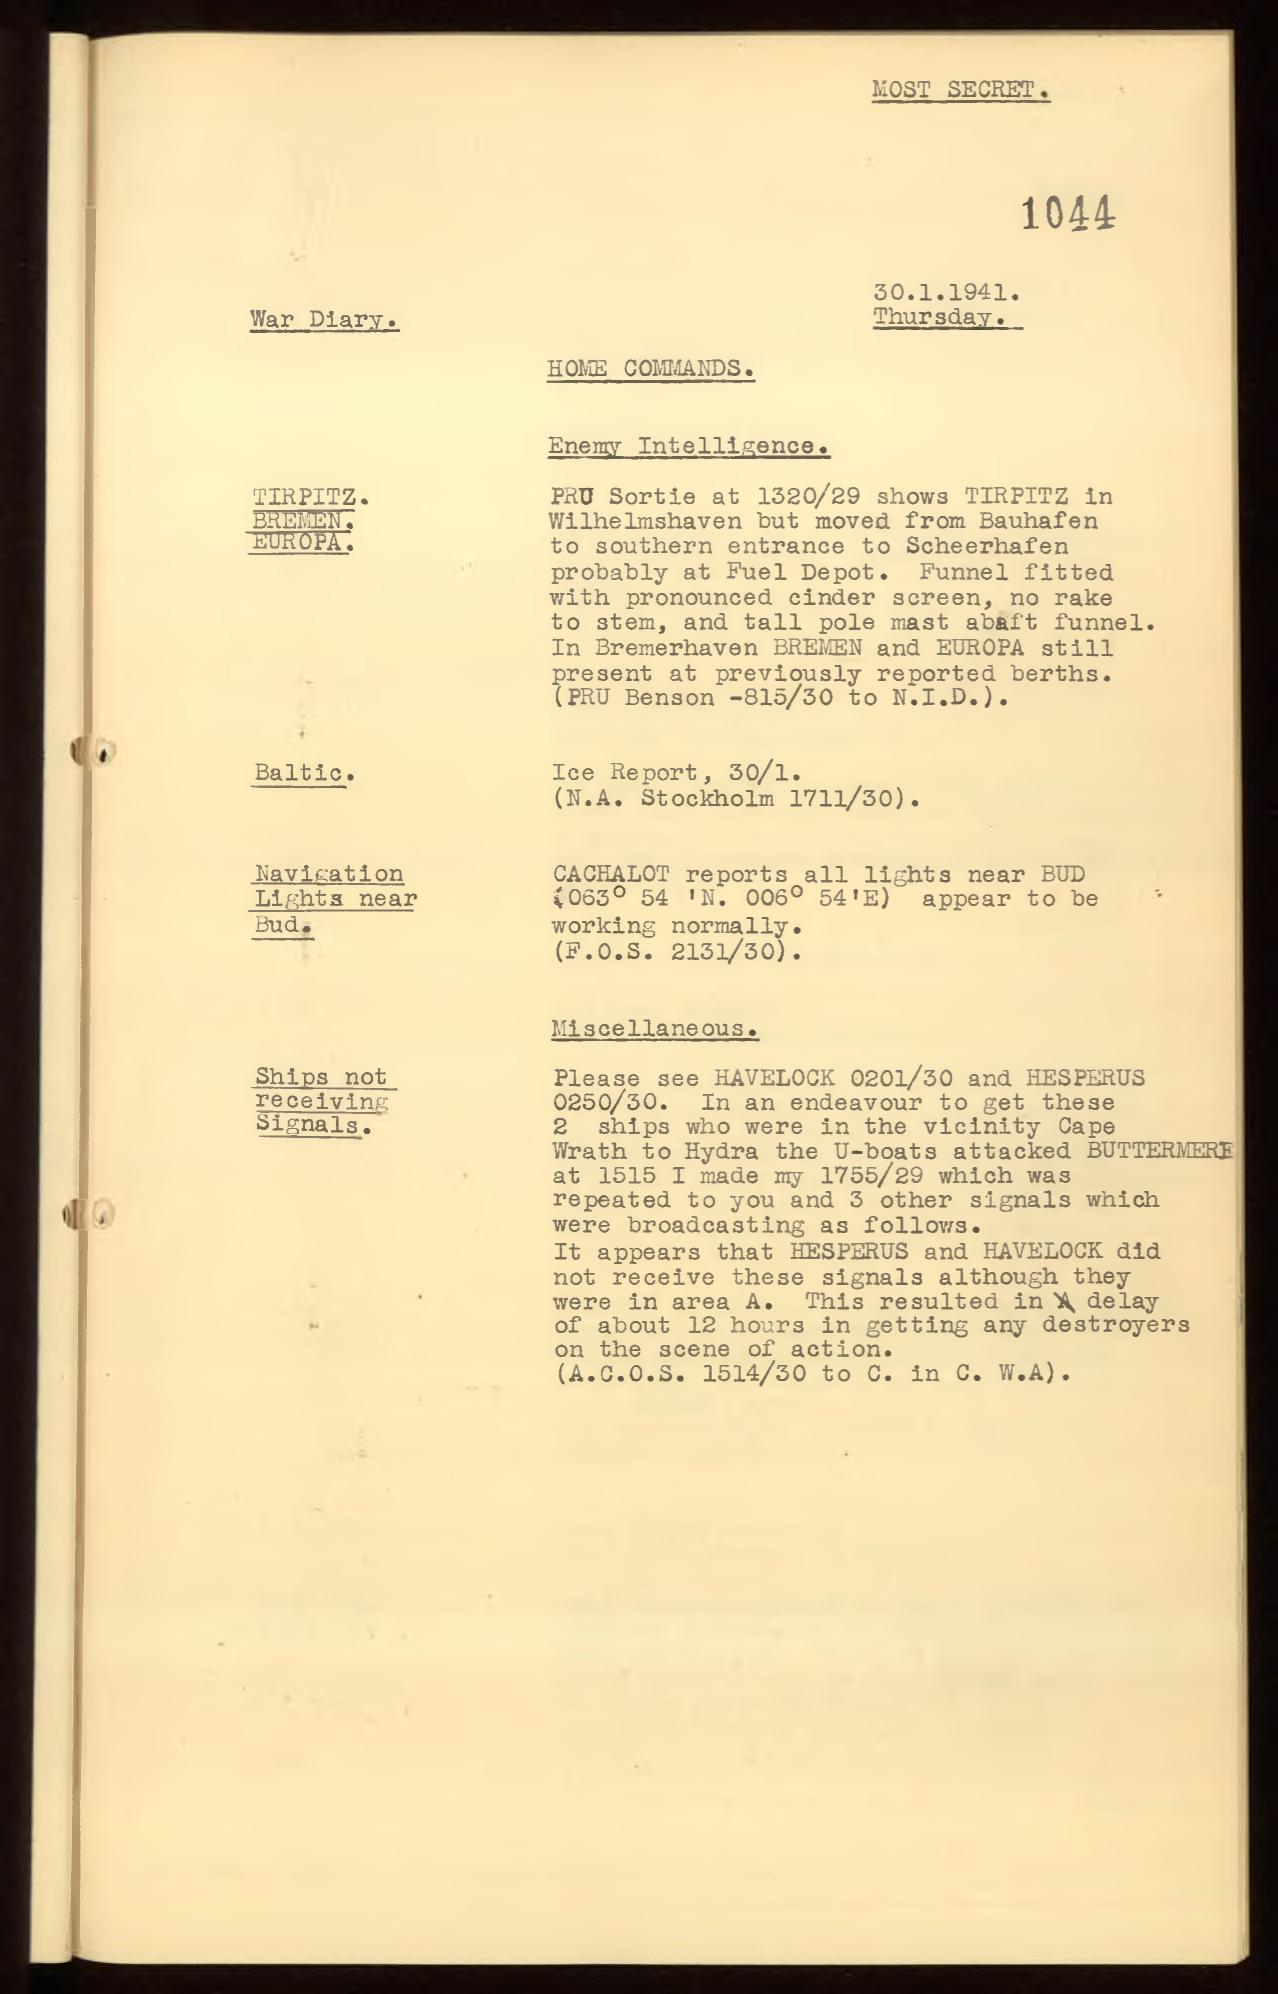 MOST SECRET.
1044
30.1.1941.
War Diary.
Thursday.
HOME COMMANDS.
Enemy Intelligence.
TIRPITZ.
BREMEN.
EUROPA.
PRU Sortie at 1320/29 shows TIRPITZ in
Wilhelmshaven but moved from Bauhafen
to southern entrance to Scheerhafen
probably at Fuel Depot. Funnel fitted
with pronounced cinder screen, no rake
to stem, and tall pole mast abaft funnel.
In Bremerhaven BREMEN and EUROPA still
present at previously reported berths.
(PRU Benson -815/30 to N.I.D.).
Baltic.
Ice Report, 30/1.
(N.A. Stockholm 1711/30).
Navigation
Lights near
Bud.
CACHALOT reports all lights near BUD
(063° 54 'N. 006° 54'E) appear to be
working normally.
(F.O.S. 2131/30).
Miscellaneous.
Ships not
receiving
Signals.
Please see HAVELOCK 0201/30 and HESPERUS
0250/30. In an endeavour to get these
2 ships who were in the vicinity Cape
Wrath to Hydra the U-boats attacked BUTTERMERE
at 1515 I made my 1755/29 which was
repeated to you and 3 other signals which
were broadcasting as follows.
It appears that HESPERUS and HAVELOCK did
not receive these signals although they
were in area A. This resulted in A delay
of about 12 hours in getting any destroyers
on the scene of action.
(A.C.O.S. 1514/30 to C. in C. W.A).